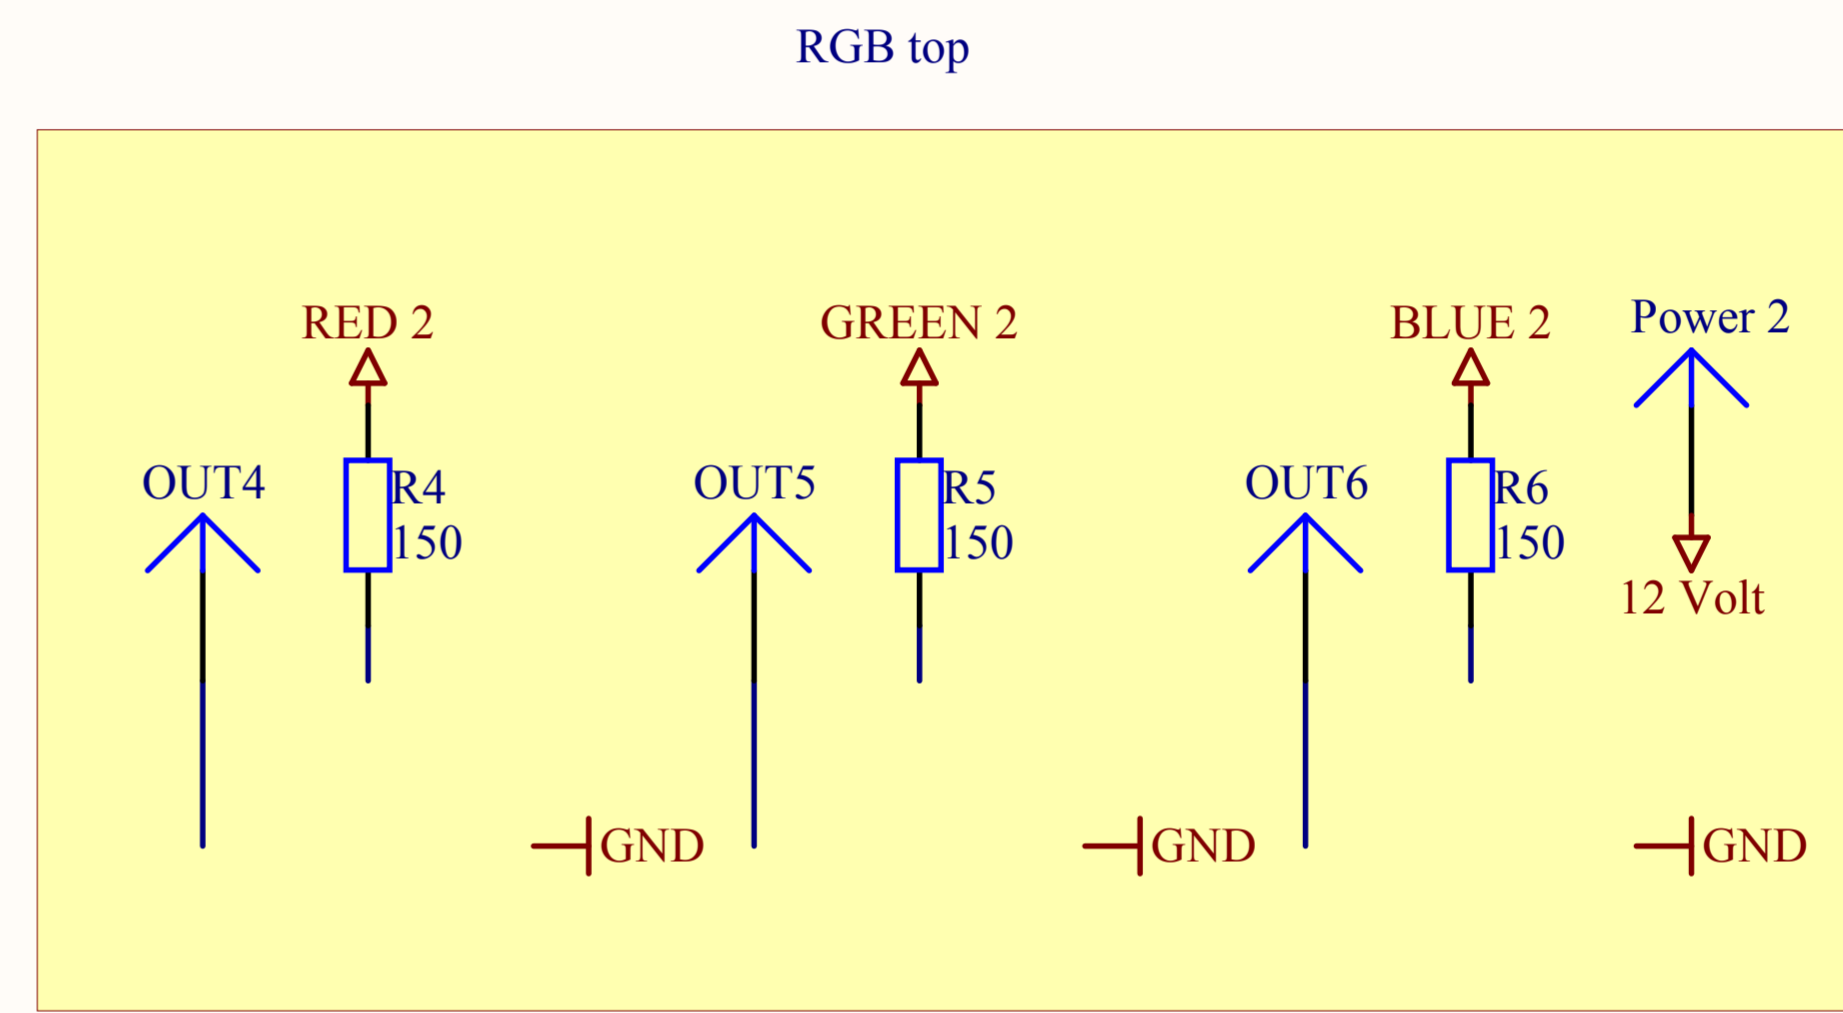 RGB top
RED 2
GREEN 2
BLUE 2
Power 2
OUT4
R4
150
OUT5
R5
150
OUT6
R6
150
12 Volt
GND
GND
GND